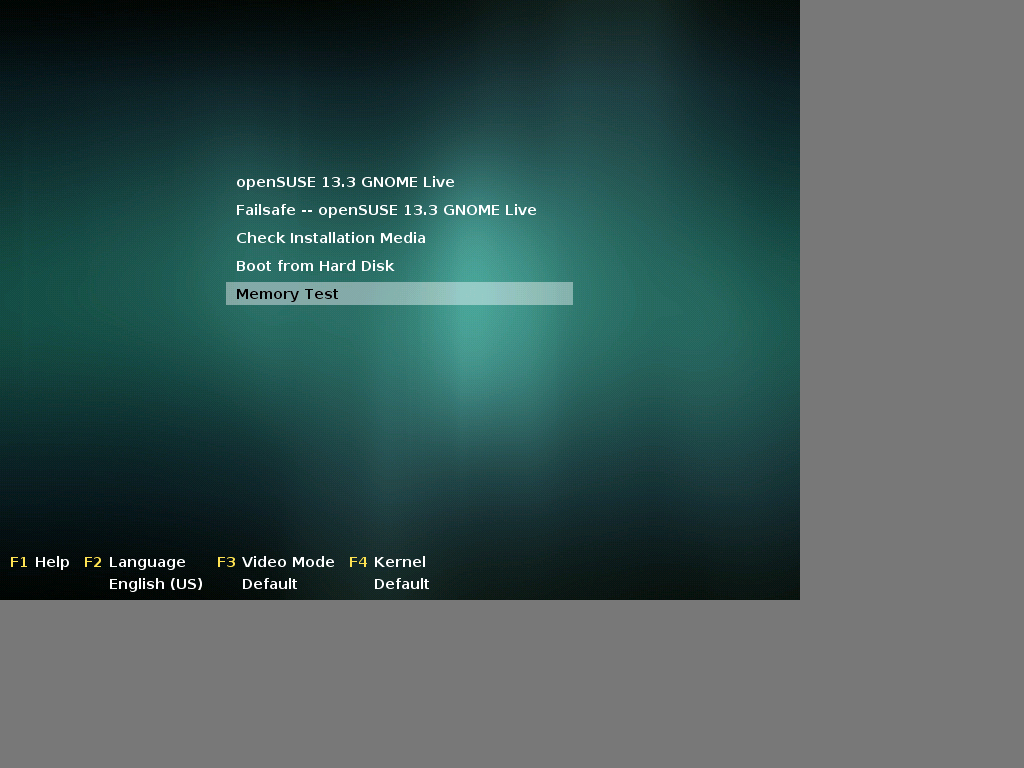 openSUSE 13.3 GNOME Live
Failsafe -- openSUSE 13.3 GNOME Live
Check Installation Media
Boot from Hard Disk
Memory Test
F1 Help F2 Language F3 Video Mode F4 Kernel
English (US) Default Default